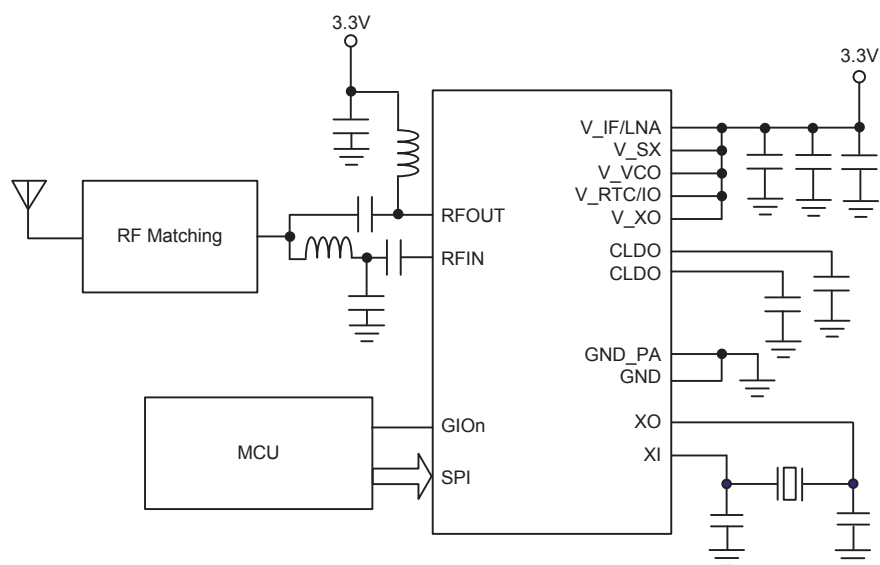 3.3V
3.3V
V_IF/LNA
V_SX
V_VCO
V_RTC/IO
V_XO
RFOUT
RF Matching
RFIN
CLDO
CLDO
GND_PA
GND
MCU
GIOn
SPI
XO
XI